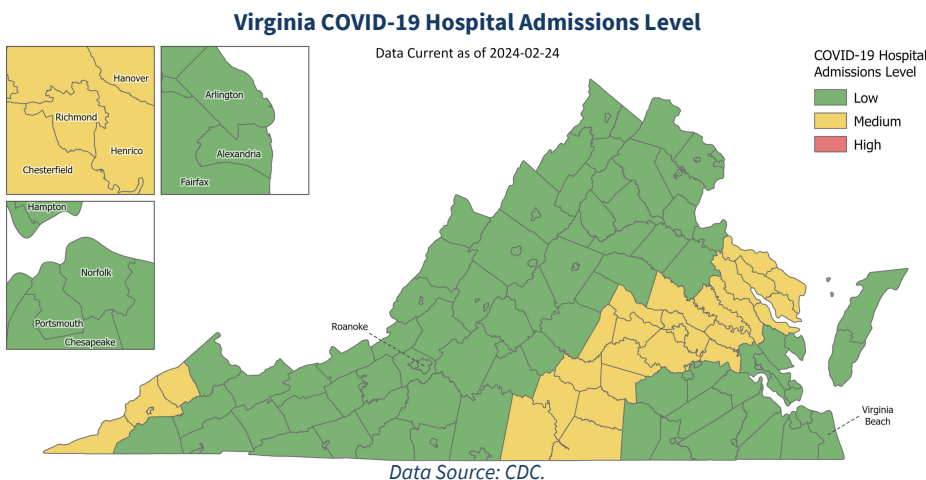 Virginia COVID-19 Hospital Admissions Level
Data Current as of 2024-02-24
COVID-19 Hospital
Admissions Level
Low
Medium
High
Hanover
Richmond
Henrico
Chesterfield
Arlington
Alexandria
Fairfax
Hampton
Norfolk
Portsmouth
Chesapeake
Roanoke
Virginia
Beach
Data Source: CDC.